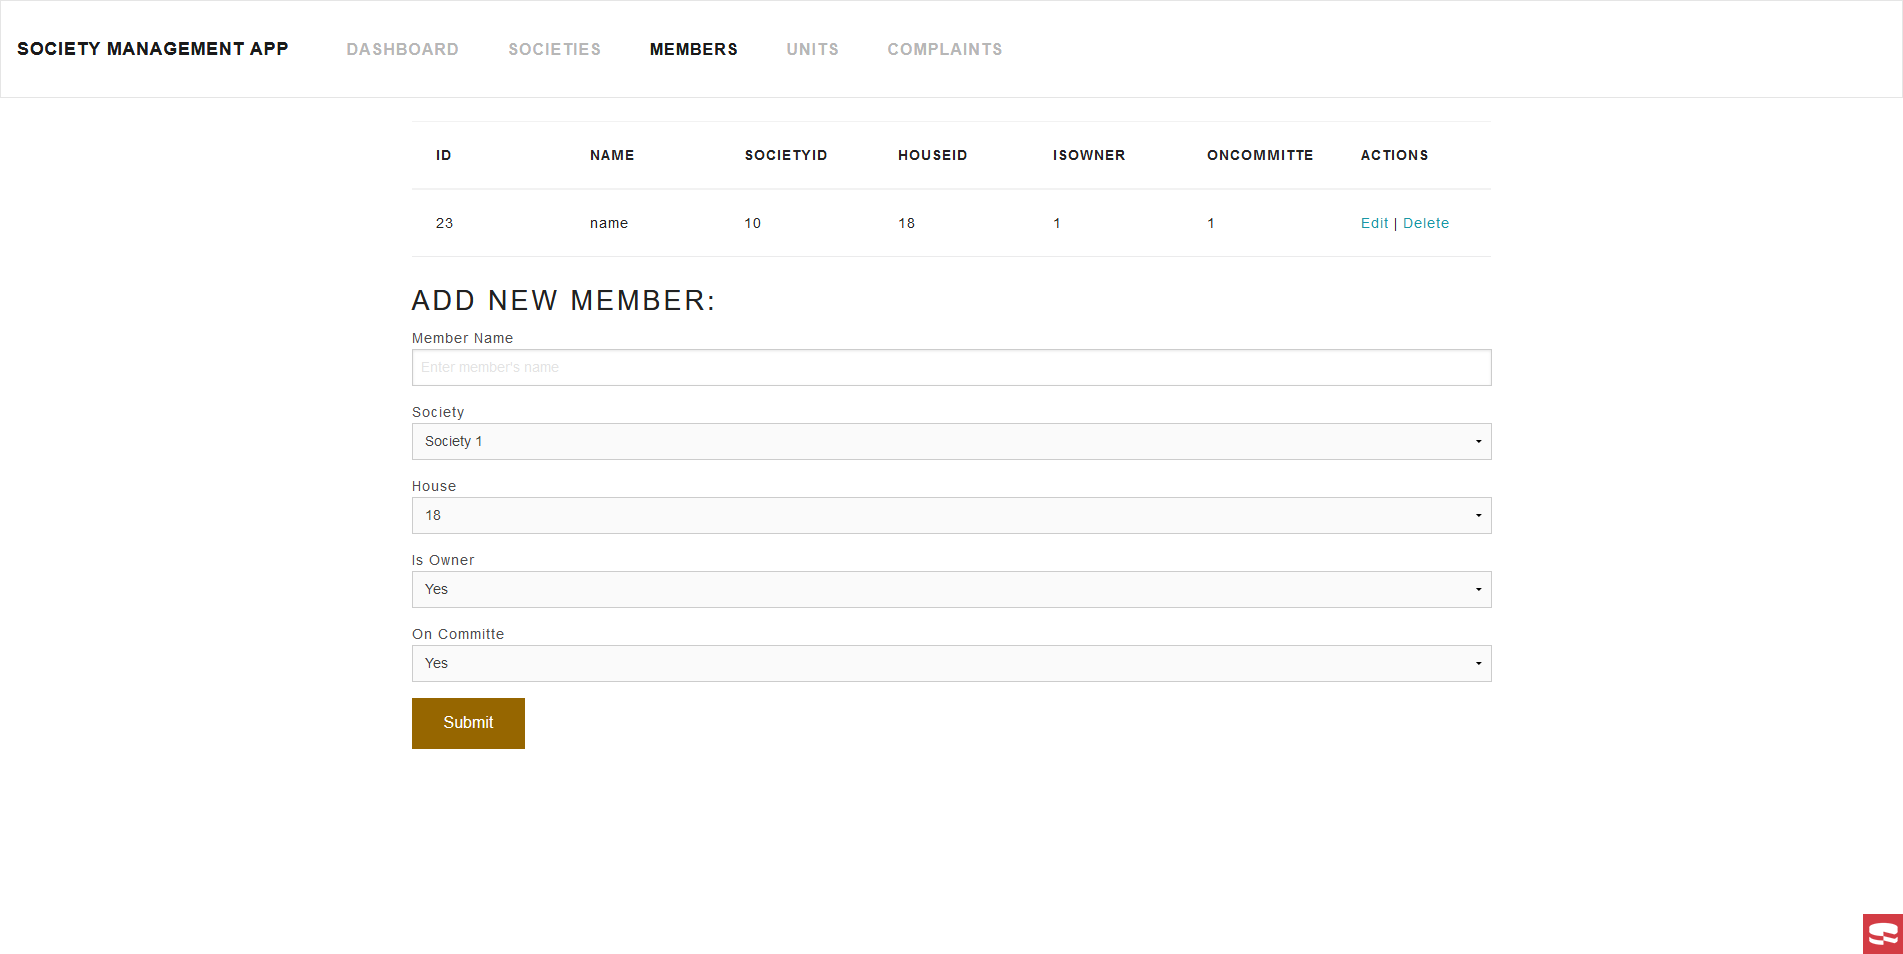 SOCIETY MANAGEMENT APP DASHBOARD SOCIETIES MEMBERS UNITS COMPLAINTS
ID NAME SOCIETYID HOUSEID ISOWNER ONCOMMITTE ACTIONS
23 name 10 18 1 1 Edit | Delete
ADD NEW MEMBER:
Member Name
Enter member's name
Society
Society 1
House
18
Is Owner
Yes
On Committe
Yes
Submit